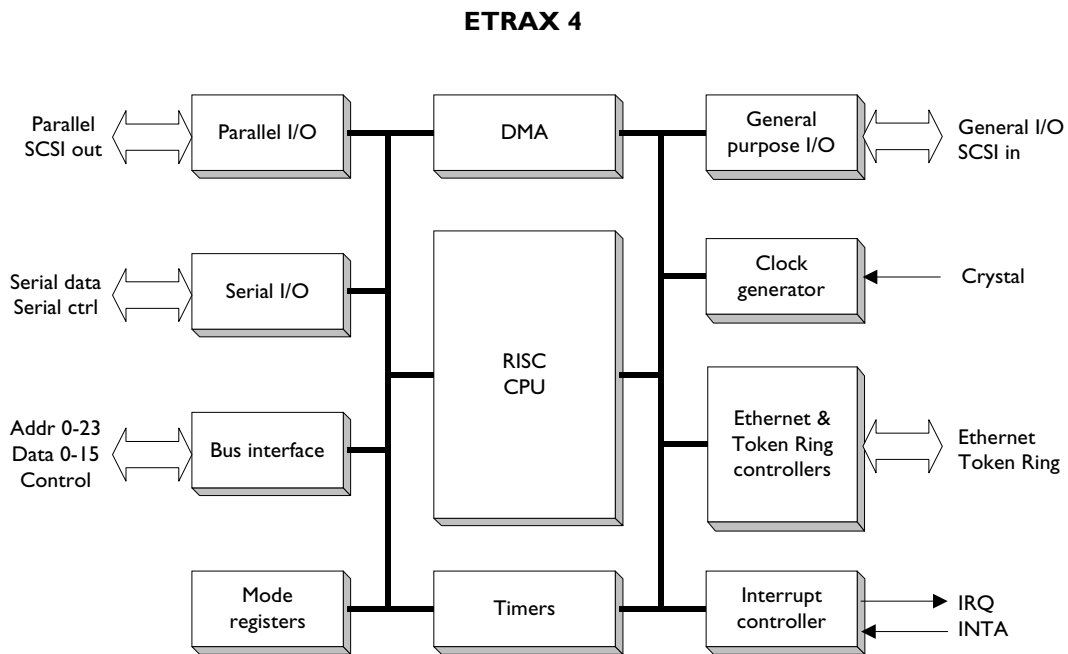 ETRAX 4
Parallel
SCSI out
Parallel I/O
DMA
General
purpose I/O
General I/O
SCSI in
Serial data
Serial ctrl
Serial I/O
RISC
CPU
Clock
generator
Crystal
Addr 0-23
Data 0-15
Control
Bus interface
Ethernet &
Token Ring
controllers
Ethernet
Token Ring
Mode
registers
Timers
Interrupt
controller
IRQ
INTA